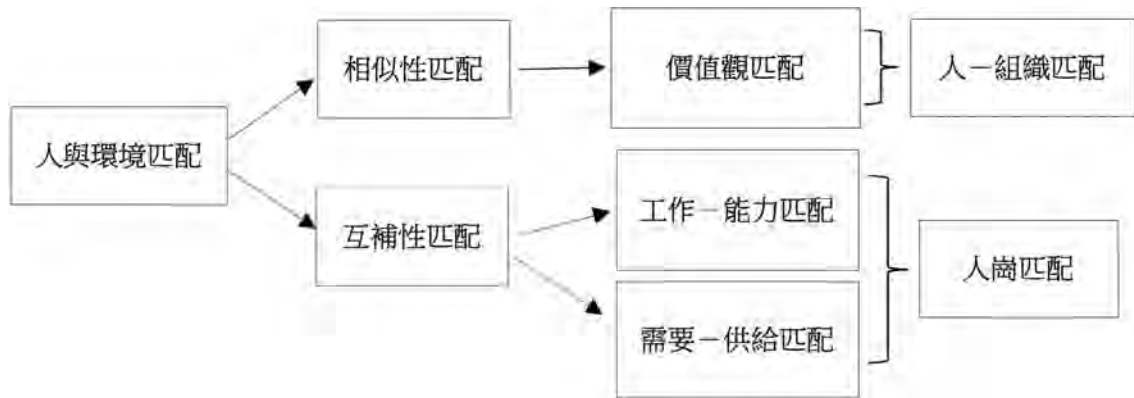 相似性匹配
價值觀匹配
人－組織匹配
人與環境匹配
互補性匹配
工作－能力匹配
人崗匹配
需要－供給匹配